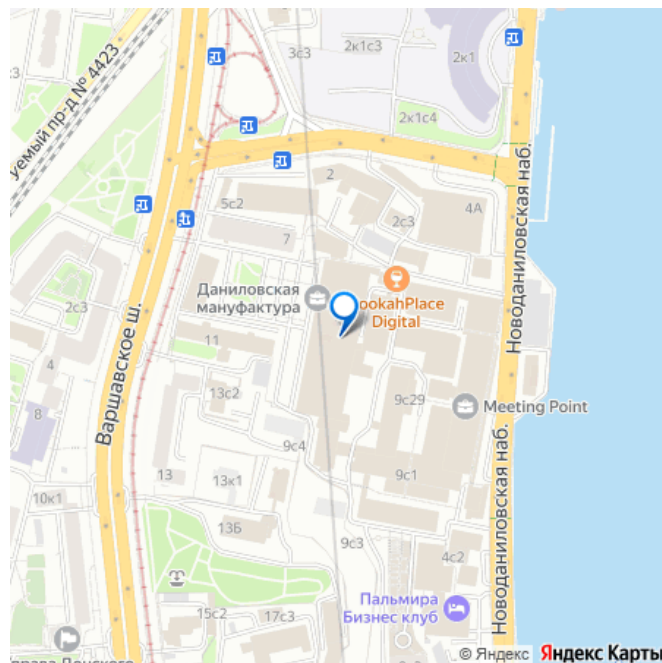 3с3
2к1с3
2к1
уемый пр-д № 4423
2к1с4
2
5с2
2с3
4А
7
Новоданиловская наб.
Даниловская
мануфактура
ookahPlace
Digital
2с3
11
Варшавское ш.
4
13с2
9с29
Meeting Point
8
9с4
13
13к1
9с1
10к1
13Б
9с3
4с2
Новоданиловская наб.
15с2
17с3
Пальмира
Бизнес клуб
© Яндекс
Яндекс Карты